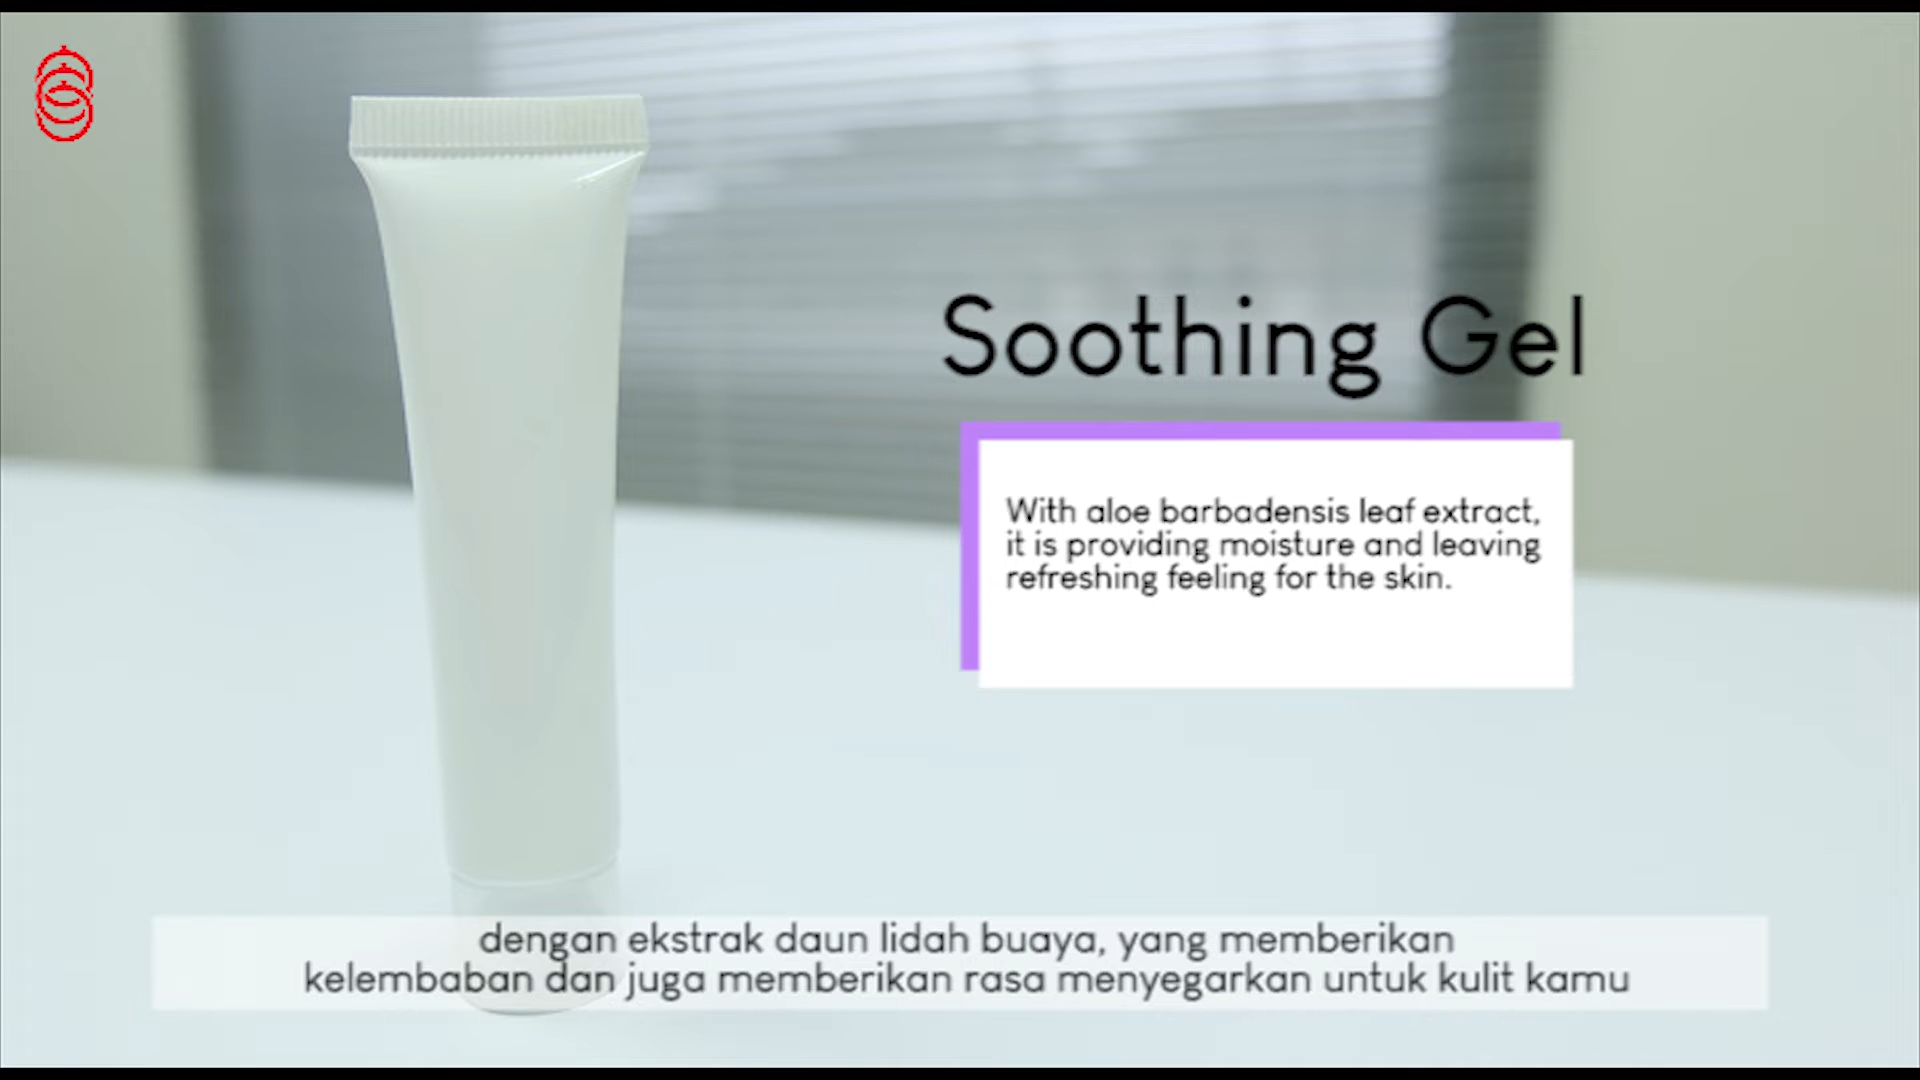 Soothing Gel
With aloe barbadensis leaf extract,
it is providing moisture and leaving
refreshing feeling for the skin.
dengan ekstrak daun lidah buaya, yang memberikan
kelembaban dan juga memberikan rasa menyegarkan untuk kulit kamu